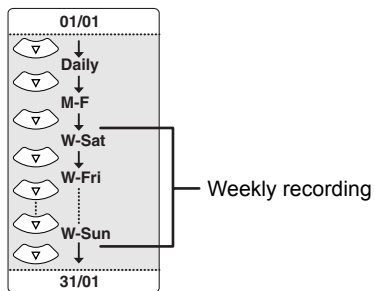 01/01
Daily
M-F
W-Sat
W-Fri
Weekly recording
W-Sun
31/01